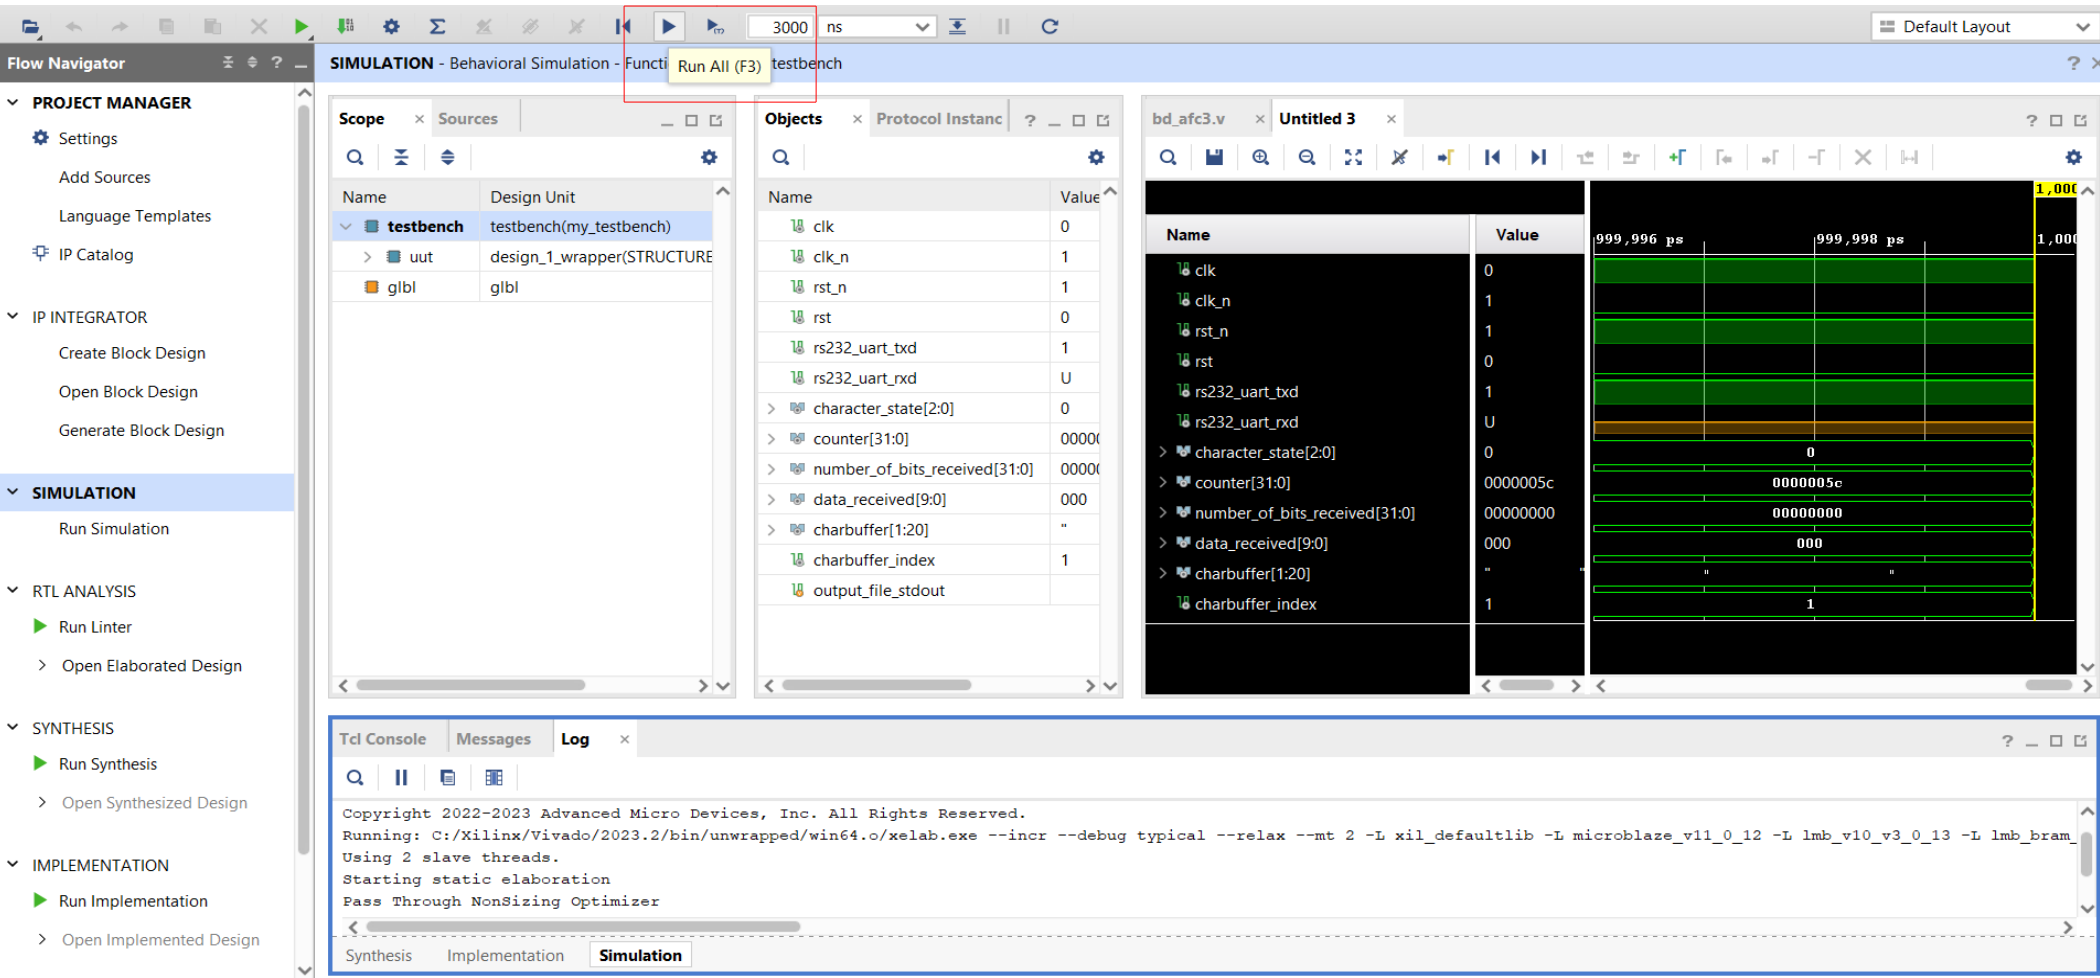 3000 ns
Default Layout
Flow Navigator ? _
SIMULATION - Behavioral Simulation - Functi
Run All (F3)
testbench
?
PROJECT MANAGER
Settings
Add Sources
Language Templates
IP Catalog
IP INTEGRATOR
Create Block Design
Open Block Design
Generate Block Design
SIMULATION
Run Simulation
RTL ANALYSIS
Run Linter
Open Elaborated Design
SYNTHESIS
Run Synthesis
Open Synthesized Design
IMPLEMENTATION
Run Implementation
Open Implemented Design
Scope × Sources
Name Design Unit
testbench testbench(my_testbench)
uut design_1_wrapper(STRUCTURE
glbl glbl
Objects × Protocol Instanc ?
Name Value
clk 0
clk_n 1
rst_n 1
rst 0
rs232_uart_txd 1
rs232_uart_rxd U
character_state[2:0] 0
counter[31:0] 0000(
number_of_bits_received[31:0] 0000(
data_received[9:0] 000
charbuffer[1:20] "
charbuffer_index 1
output_file_stdout
bd_afc3.v × Untitled 3 × ?
1,000
Name Value 999,996 ps 999,998 ps 1,000
clk 0
clk_n 1
rst_n 1
rst 0
rs232_uart_txd 1
rs232_uart_rxd U
character_state[2:0] 0 0
counter[31:0] 0000005c 0000005c
number_of_bits_received[31:0] 00000000 00000000
data_received[9:0] 000 000
charbuffer[1:20] " " " "
charbuffer_index 1 1
Tcl Console Messages Log × ?
Copyright 2022-2023 Advanced Micro Devices, Inc. All Rights Reserved.
Running: C:/Xilinx/Vivado/2023.2/bin/unwrapped/win64.o/xelab.exe --incr --debug typical --relax --mt 2 -L xil_defaultlib -L microblaze_v11_0_12 -L lmb_v10_v3_0_13 -L lmb_bram_
Using 2 slave threads.
Starting static elaboration
Pass Through NonSizing Optimizer
Synthesis Implementation Simulation